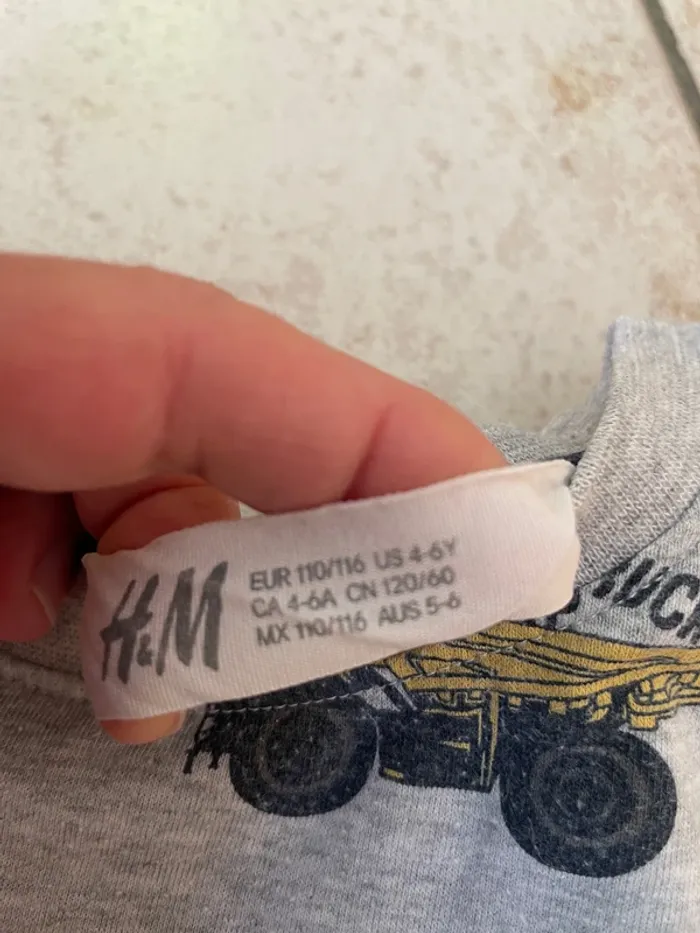 H&M
EUR 110/116 US 4-6Y
CA 4-6A CN 120/60
MX 110/116 AUS 5-6